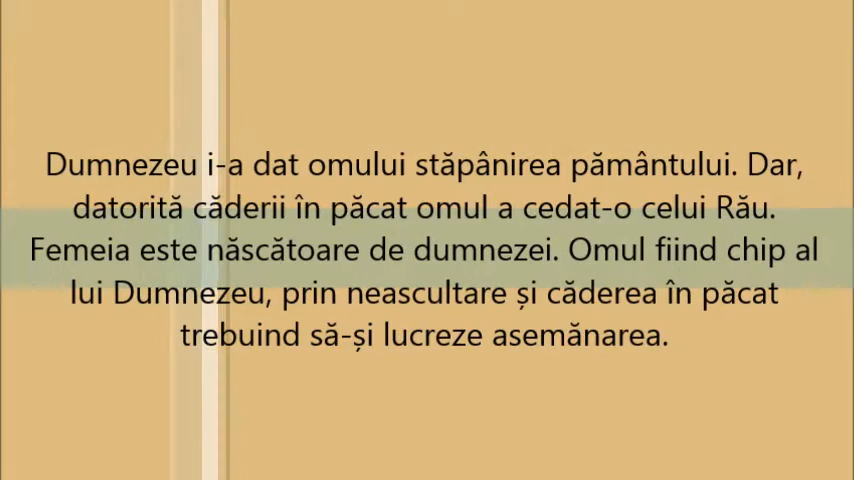 Dumnezeu i-a dat omului stăpânirea pământului. Dar,
datorită căderii în păcat omul a cedat-o celui Rău.
Femeia este născătoare de dumnezei. Omul fiind chip al
lui Dumnezeu, prin neascultare și căderea în păcat
trebuind să-și lucreze asemănarea.